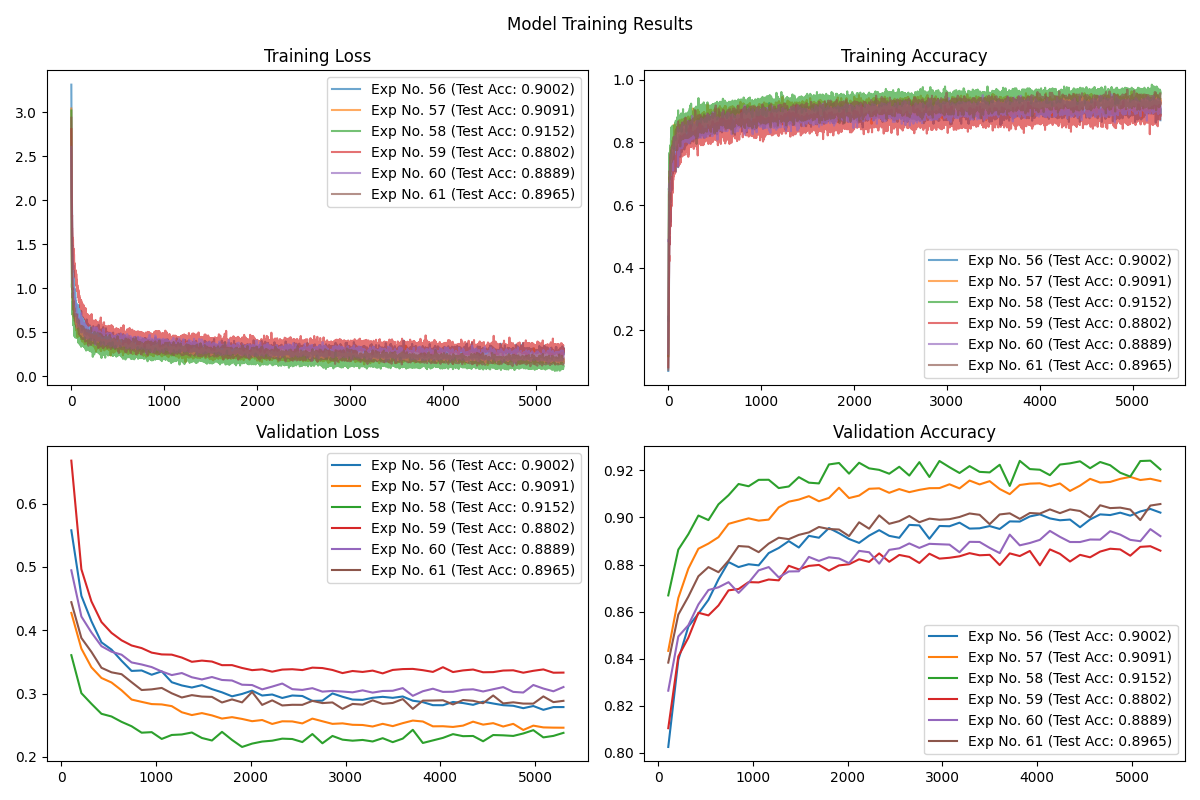 Model Training Results
Training Loss
3.0
2.5
2.0
1.5
1.0
0.5
0.0
0 1000 2000 3000 4000 5000
Exp No. 56 (Test Acc: 0.9002)
Exp No. 57 (Test Acc: 0.9091)
Exp No. 58 (Test Acc: 0.9152)
Exp No. 59 (Test Acc: 0.8802)
Exp No. 60 (Test Acc: 0.8889)
Exp No. 61 (Test Acc: 0.8965)
Training Accuracy
1.0
0.8
0.6
0.4
0.2
0 1000 2000 3000 4000 5000
Exp No. 56 (Test Acc: 0.9002)
Exp No. 57 (Test Acc: 0.9091)
Exp No. 58 (Test Acc: 0.9152)
Exp No. 59 (Test Acc: 0.8802)
Exp No. 60 (Test Acc: 0.8889)
Exp No. 61 (Test Acc: 0.8965)
Validation Loss
0.6
0.5
0.4
0.3
0.2
0 1000 2000 3000 4000 5000
Exp No. 56 (Test Acc: 0.9002)
Exp No. 57 (Test Acc: 0.9091)
Exp No. 58 (Test Acc: 0.9152)
Exp No. 59 (Test Acc: 0.8802)
Exp No. 60 (Test Acc: 0.8889)
Exp No. 61 (Test Acc: 0.8965)
Validation Accuracy
0.92
0.90
0.88
0.86
0.84
0.82
0.80
0 1000 2000 3000 4000 5000
Exp No. 56 (Test Acc: 0.9002)
Exp No. 57 (Test Acc: 0.9091)
Exp No. 58 (Test Acc: 0.9152)
Exp No. 59 (Test Acc: 0.8802)
Exp No. 60 (Test Acc: 0.8889)
Exp No. 61 (Test Acc: 0.8965)